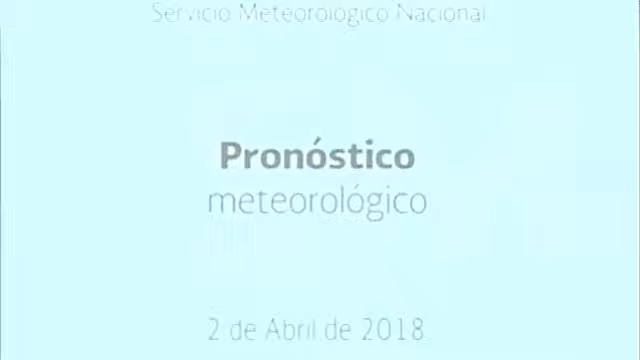 Servicio Meteorológico Nacional
Pronóstico
meteorológico
2 de Abril de 2018